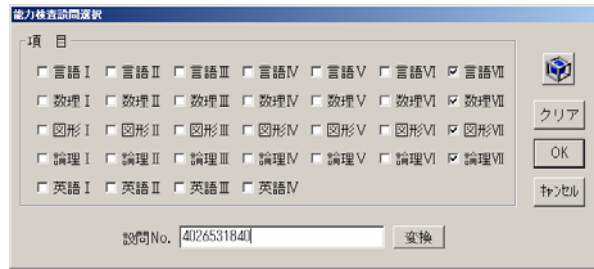 能力検査設問選択
項 目
言語Ⅰ 言語Ⅱ 言語Ⅲ 言語Ⅳ 言語Ⅴ 言語Ⅵ 言語Ⅶ
数理Ⅰ 数理Ⅱ 数理Ⅲ 数理Ⅳ 数理Ⅴ 数理Ⅵ 数理Ⅶ
図形Ⅰ 図形Ⅱ 図形Ⅲ 図形Ⅳ 図形Ⅴ 図形Ⅵ 図形Ⅶ
論理Ⅰ 論理Ⅱ 論理Ⅲ 論理Ⅳ 論理Ⅴ 論理Ⅵ 論理Ⅶ
英語Ⅰ 英語Ⅱ 英語Ⅲ 英語Ⅳ
クリア
OK
ｷｬﾝｾﾙ
設問No. 4026531840 変換